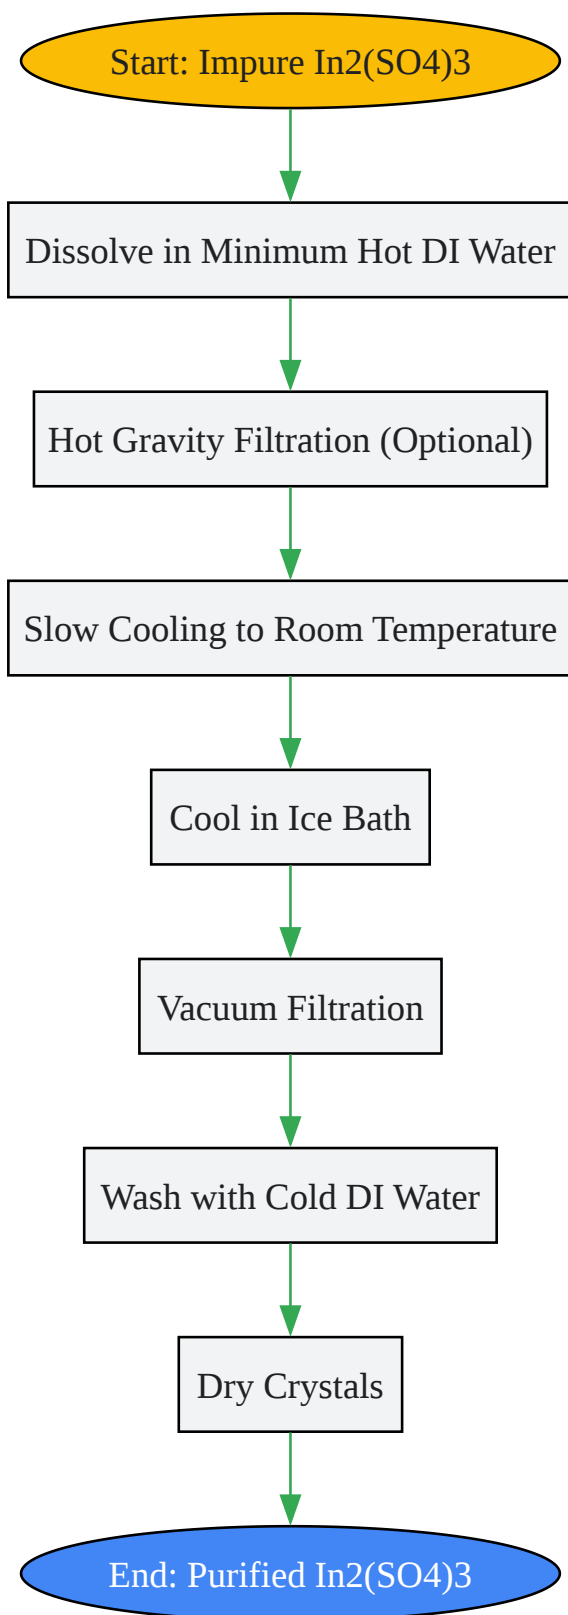 Start: Impure In2(SO4)3
Dissolve in Minimum Hot DI Water
Hot Gravity Filtration (Optional)
Slow Cooling to Room Temperature
Cool in Ice Bath
Vacuum Filtration
Wash with Cold DI Water
Dry Crystals
End: Purified In2(SO4)3